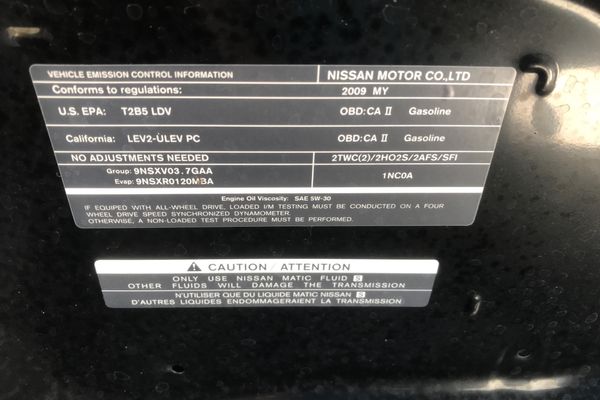 VEHICLE EMISSION CONTROL INFORMATION NISSAN MOTOR CO.,LTD
Conforms to regulations: 2009 MY
U.S. EPA: T2B5 LDV OBD:CA II Gasoline
California: LEV2-ULEV PC OBD:CA II Gasoline
NO ADJUSTMENTS NEEDED 2TWC(2)/2HO2S/2AFS/SFI
Group: 9NSXV03.7GAA
Evap: 9NSXR0120MBA 1NC0A
Engine Oil Viscosity: SAE 5W-30
IF EQUIPPED WITH ALL-WHEEL DRIVE, LOADED I/M TESTING MUST BE CONDUCTED ON A FOUR
WHEEL DRIVE SPEED SYNCHRONIZED DYNAMOMETER.
OTHERWISE, A NON-LOADED TEST PROCEDURE MUST BE PERFORMED.
CAUTION / ATTENTION
ONLY USE NISSAN MATIC FLUID S
OTHER FLUIDS WILL DAMAGE THE TRANSMISSION
N'UTILISER QUE DU LIQUIDE MATIC NISSAN S
D'AUTRES LIQUIDES ENDOMMAGERAIENT LA TRANSMISSION